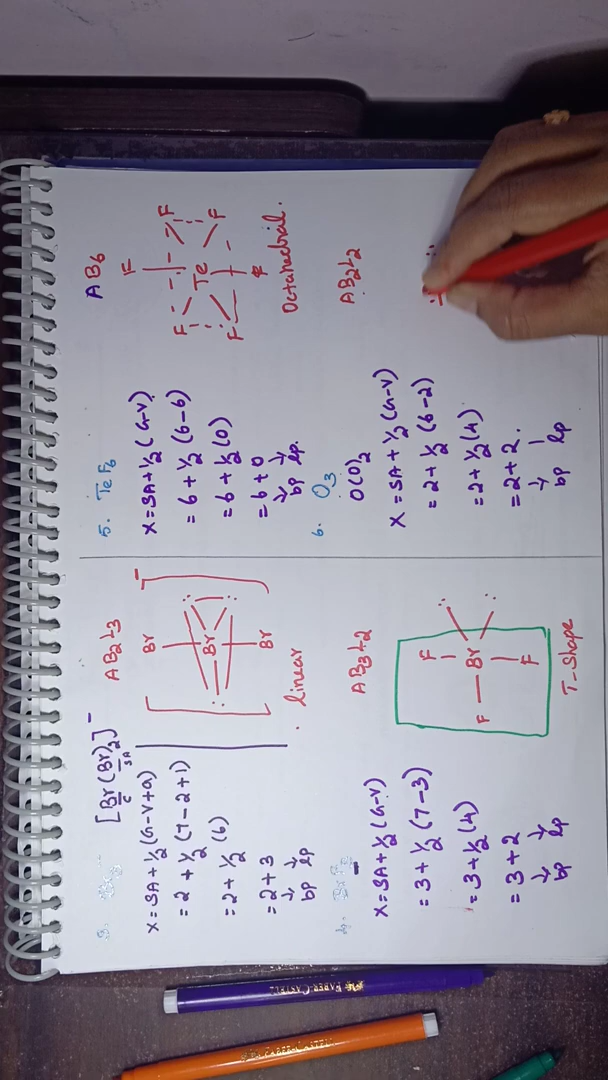 [Br(Br)2]⁻
C SA
X = SA + 1/2 (G-V+a)
= 2 + 1/2 (7-2+1)
= 2 + 1/2 (6)
= 2 + 3
↓ ↓
bp lp
AB2L3
Br
Br
Br
. linear
X = SA + 1/2 (G-V)
= 3 + 1/2 (7-3)
= 3 + 1/2 (4)
= 3 + 2
↓ ↓
bp lp
AB3L2
F
F — Br
F
T-Shape
5. TeF6
X = SA + 1/2 (G-V)
= 6 + 1/2 (6-6)
= 6 + 1/2 (0)
= 6 + 0
↓ ↓
bp lp.
AB6
F
F F
Te
F F
F
Octahedral.
6. O3
O(O)2
X = SA + 1/2 (G-V)
= 2 + 1/2 (6-2)
= 2 + 1/2 (4)
= 2 + 2.
↓ ↓
bp lp
AB2L2
FABER-CASTELL